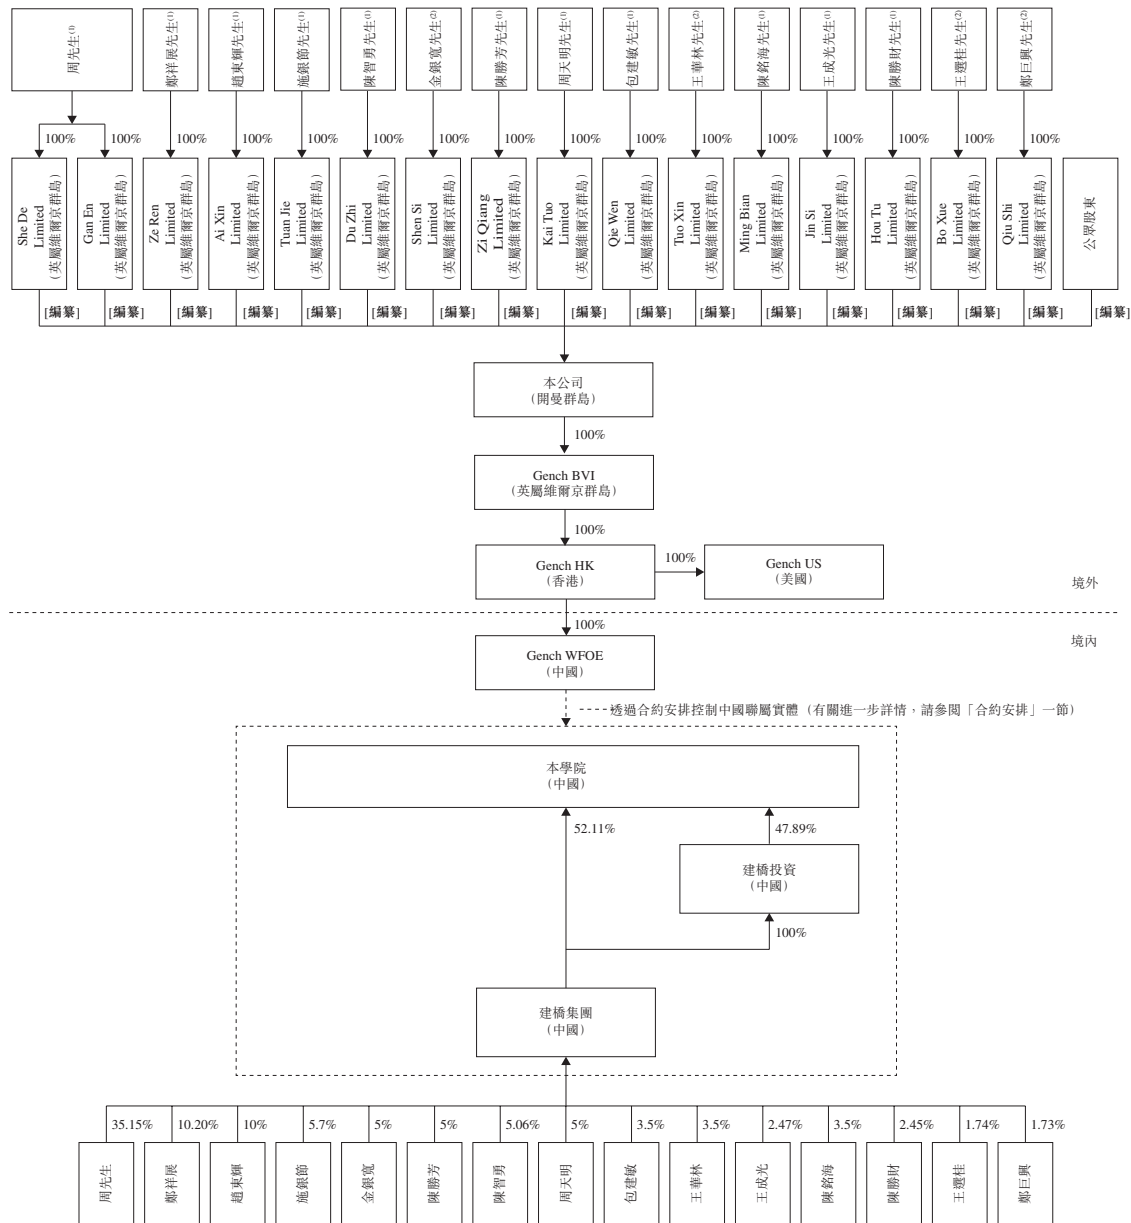 周先生(1)
鄭祥展先生(1)
趙東輝先生(1)
施銀節先生(1)
陳智勇先生(1)
金銀寬先生(2)
陳勝芳先生(1)
周天明先生(1)
包建敏先生(1)
王華林先生(2)
陳銘海先生(1)
王成光先生(1)
陳勝財先生(1)
王選桂先生(2)
鄭巨興先生(2)
100% 100% 100% 100% 100% 100% 100% 100% 100% 100% 100% 100% 100% 100% 100% 100%
She De
Limited
(英屬維爾京群島)
Gan En
Limited
(英屬維爾京群島)
Ze Ren
Limited
(英屬維爾京群島)
Ai Xin
Limited
(英屬維爾京群島)
Tuan Jie
Limited
(英屬維爾京群島)
Du Zhi
Limited
(英屬維爾京群島)
Shen Si
Limited
(英屬維爾京群島)
Zi Qiang
Limited
(英屬維爾京群島)
Kai Tuo
Limited
(英屬維爾京群島)
Qie Wen
Limited
(英屬維爾京群島)
Tuo Xin
Limited
(英屬維爾京群島)
Ming Bian
Limited
(英屬維爾京群島)
Jin Si
Limited
(英屬維爾京群島)
Hou Tu
Limited
(英屬維爾京群島)
Bo Xue
Limited
(英屬維爾京群島)
Qiu Shi
Limited
(英屬維爾京群島)
公眾股東
[編纂] [編纂] [編纂] [編纂] [編纂] [編纂] [編纂] [編纂] [編纂] [編纂] [編纂] [編纂] [編纂] [編纂] [編纂] [編纂] [編纂]
本公司
(開曼群島)
100%
Gench BVI
(英屬維爾京群島)
100%
Gench HK
(香港)
100%
Gench US
(美國)
境外
100%
境內
Gench WFOE
(中國)
透過合約安排控制中國聯屬實體(有關進一步詳情,請參閱「合約安排」一節)
本學院
(中國)
52.11%
47.89%
建橋投資
(中國)
100%
建橋集團
(中國)
35.15% 10.20% 10% 5.7% 5% 5% 5.06% 5% 3.5% 3.5% 2.47% 3.5% 2.45% 1.74% 1.73%
周先生
鄭祥展
趙東輝
施銀節
金銀寬
陳勝芳
陳智勇
周天明
包建敏
王華林
王成光
陳銘海
陳勝財
王選桂
鄭巨興